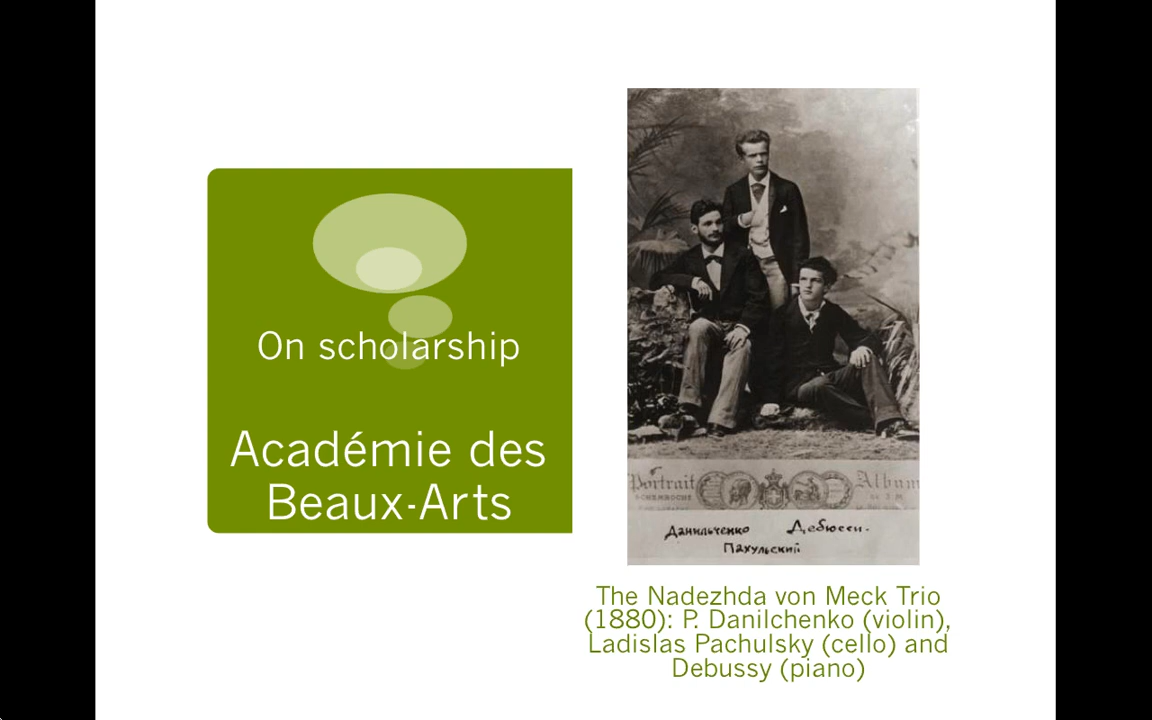 On scholarship
Académie des
Beaux-Arts
Portrait Album
Данильченко Дебюсси.
Пахульский
The Nadezhda von Meck Trio
(1880): P. Danilchenko (violin),
Ladislas Pachulsky (cello) and
Debussy (piano)